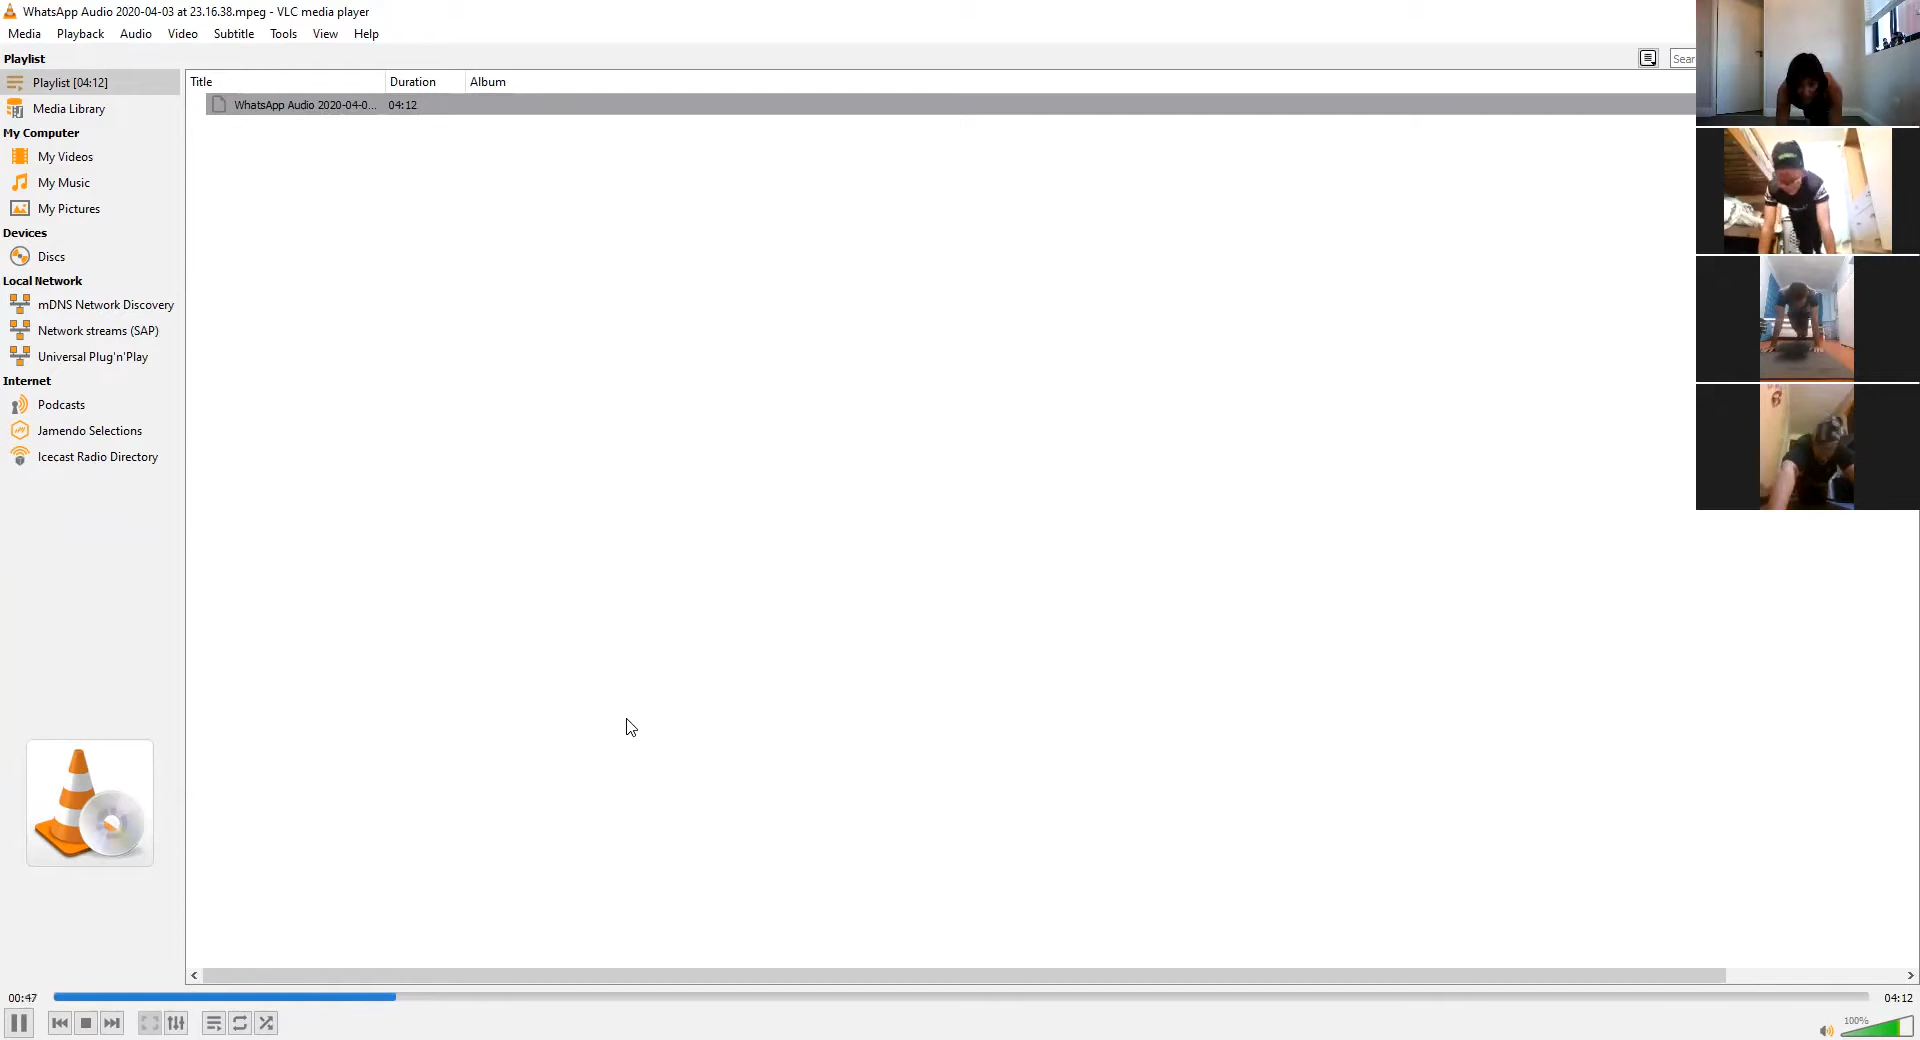 WhatsApp Audio 2020-04-03 at 23.16.38.mpeg - VLC media player
Media Playback Audio Video Subtitle Tools View Help
Playlist
Playlist [04:12]
Media Library
My Computer
My Videos
My Music
My Pictures
Devices
Discs
Local Network
mDNS Network Discovery
Network streams (SAP)
Universal Plug'n'Play
Internet
Podcasts
Jamendo Selections
Icecast Radio Directory
Sear
Title Duration Album
WhatsApp Audio 2020-04-0... 04:12
00:47
04:12
100%